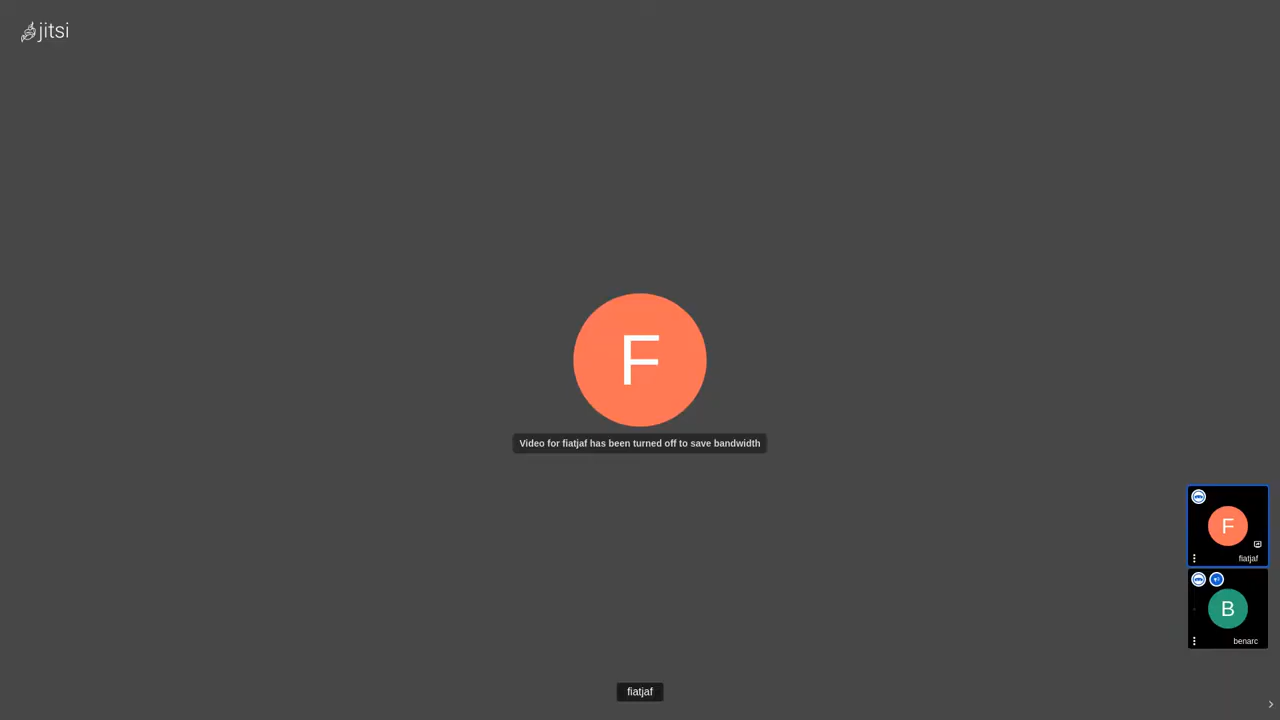 jitsi
F
Video for fiatjaf has been turned off to save bandwidth
F
fiatjaf
B
benarc
fiatjaf